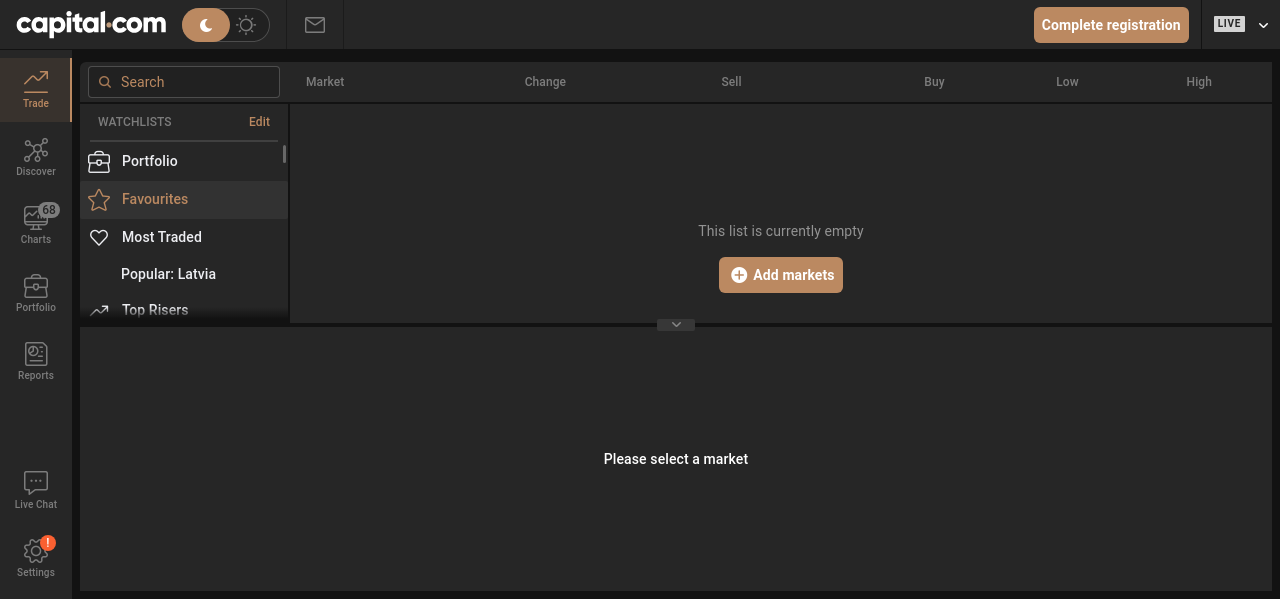 capital.com
Complete registration
LIVE
Trade
Discover
68
Charts
Portfolio
Reports
Live Chat
!
Settings
Search
Market Change Sell Buy Low High
WATCHLISTS Edit
Portfolio
Favourites
Most Traded
Popular: Latvia
Top Risers
This list is currently empty
Add markets
Please select a market